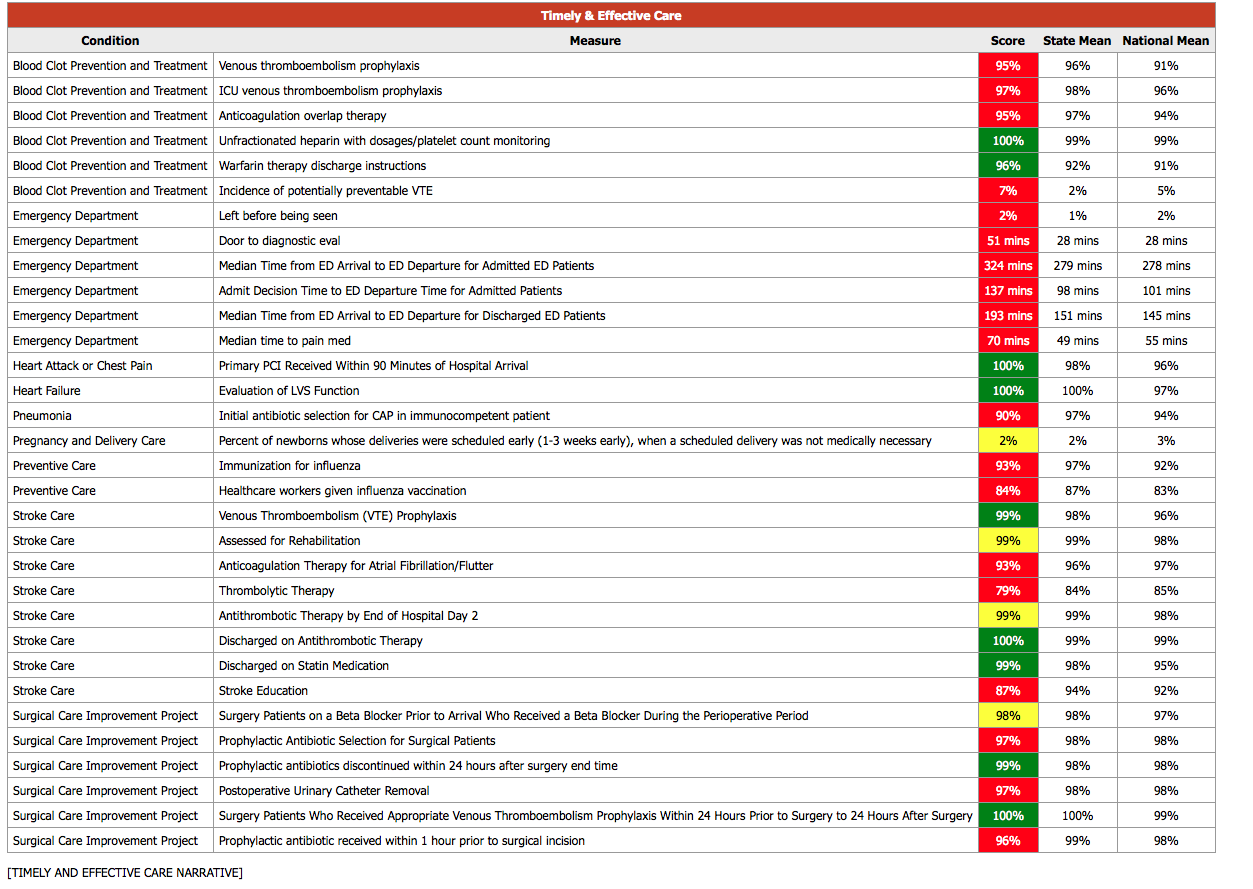 Timely & Effective Care
Condition Measure Score State Mean National Mean
Blood Clot Prevention and Treatment Venous thromboembolism prophylaxis 95% 96% 91%
Blood Clot Prevention and Treatment ICU venous thromboembolism prophylaxis 97% 98% 96%
Blood Clot Prevention and Treatment Anticoagulation overlap therapy 95% 97% 94%
Blood Clot Prevention and Treatment Unfractionated heparin with dosages/platelet count monitoring 100% 99% 99%
Blood Clot Prevention and Treatment Warfarin therapy discharge instructions 96% 92% 91%
Blood Clot Prevention and Treatment Incidence of potentially preventable VTE 7% 2% 5%
Emergency Department Left before being seen 2% 1% 2%
Emergency Department Door to diagnostic eval 51 mins 28 mins 28 mins
Emergency Department Median Time from ED Arrival to ED Departure for Admitted ED Patients 324 mins 279 mins 278 mins
Emergency Department Admit Decision Time to ED Departure Time for Admitted Patients 137 mins 98 mins 101 mins
Emergency Department Median Time from ED Arrival to ED Departure for Discharged ED Patients 193 mins 151 mins 145 mins
Emergency Department Median time to pain med 70 mins 49 mins 55 mins
Heart Attack or Chest Pain Primary PCI Received Within 90 Minutes of Hospital Arrival 100% 98% 96%
Heart Failure Evaluation of LVS Function 100% 100% 97%
Pneumonia Initial antibiotic selection for CAP in immunocompetent patient 90% 97% 94%
Pregnancy and Delivery Care Percent of newborns whose deliveries were scheduled early (1-3 weeks early), when a scheduled delivery was not medically necessary 2% 2% 3%
Preventive Care Immunization for influenza 93% 97% 92%
Preventive Care Healthcare workers given influenza vaccination 84% 87% 83%
Stroke Care Venous Thromboembolism (VTE) Prophylaxis 99% 98% 96%
Stroke Care Assessed for Rehabilitation 99% 99% 98%
Stroke Care Anticoagulation Therapy for Atrial Fibrillation/Flutter 93% 96% 97%
Stroke Care Thrombolytic Therapy 79% 84% 85%
Stroke Care Antithrombotic Therapy by End of Hospital Day 2 99% 99% 98%
Stroke Care Discharged on Antithrombotic Therapy 100% 99% 99%
Stroke Care Discharged on Statin Medication 99% 98% 95%
Stroke Care Stroke Education 87% 94% 92%
Surgical Care Improvement Project Surgery Patients on a Beta Blocker Prior to Arrival Who Received a Beta Blocker During the Perioperative Period 98% 98% 97%
Surgical Care Improvement Project Prophylactic Antibiotic Selection for Surgical Patients 97% 98% 98%
Surgical Care Improvement Project Prophylactic antibiotics discontinued within 24 hours after surgery end time 99% 98% 98%
Surgical Care Improvement Project Postoperative Urinary Catheter Removal 97% 98% 98%
Surgical Care Improvement Project Surgery Patients Who Received Appropriate Venous Thromboembolism Prophylaxis Within 24 Hours Prior to Surgery to 24 Hours After Surgery 100% 100% 99%
Surgical Care Improvement Project Prophylactic antibiotic received within 1 hour prior to surgical incision 96% 99% 98%
[TIMELY AND EFFECTIVE CARE NARRATIVE]